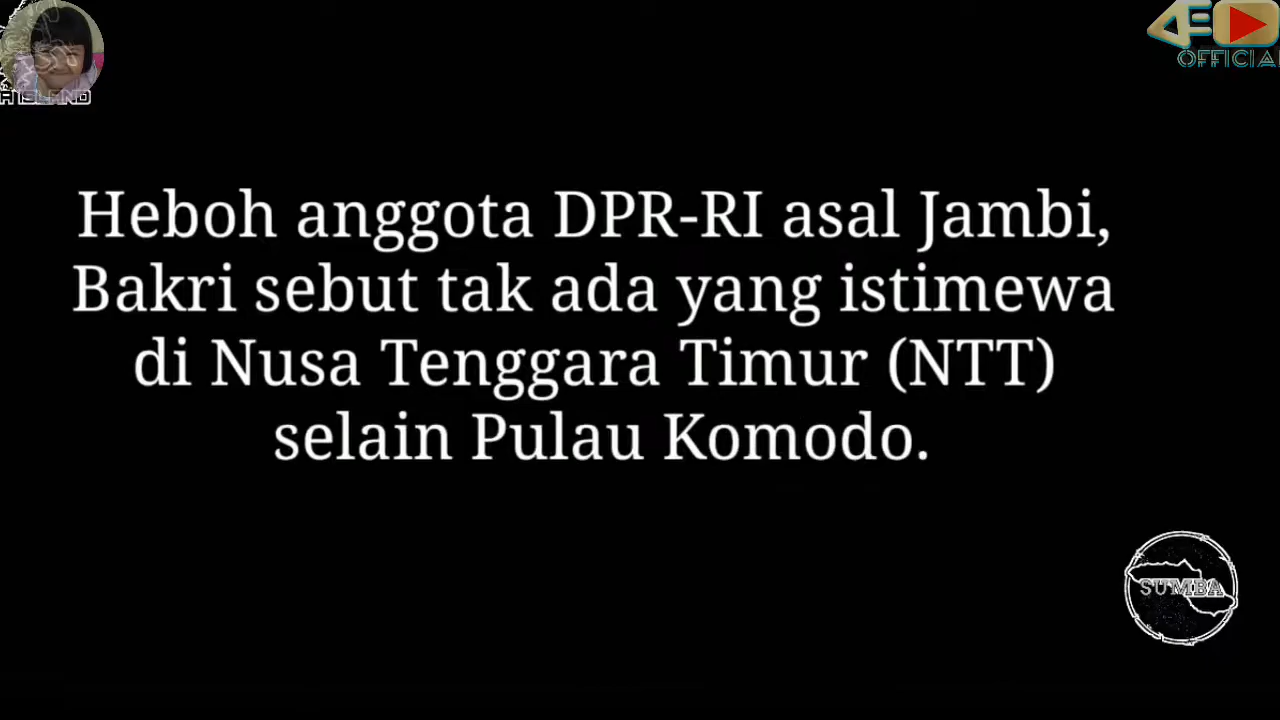 OFFICIAL
A ISLAND
Heboh anggota DPR-RI asal Jambi,
Bakri sebut tak ada yang istimewa
di Nusa Tenggara Timur (NTT)
selain Pulau Komodo.
SUMBA